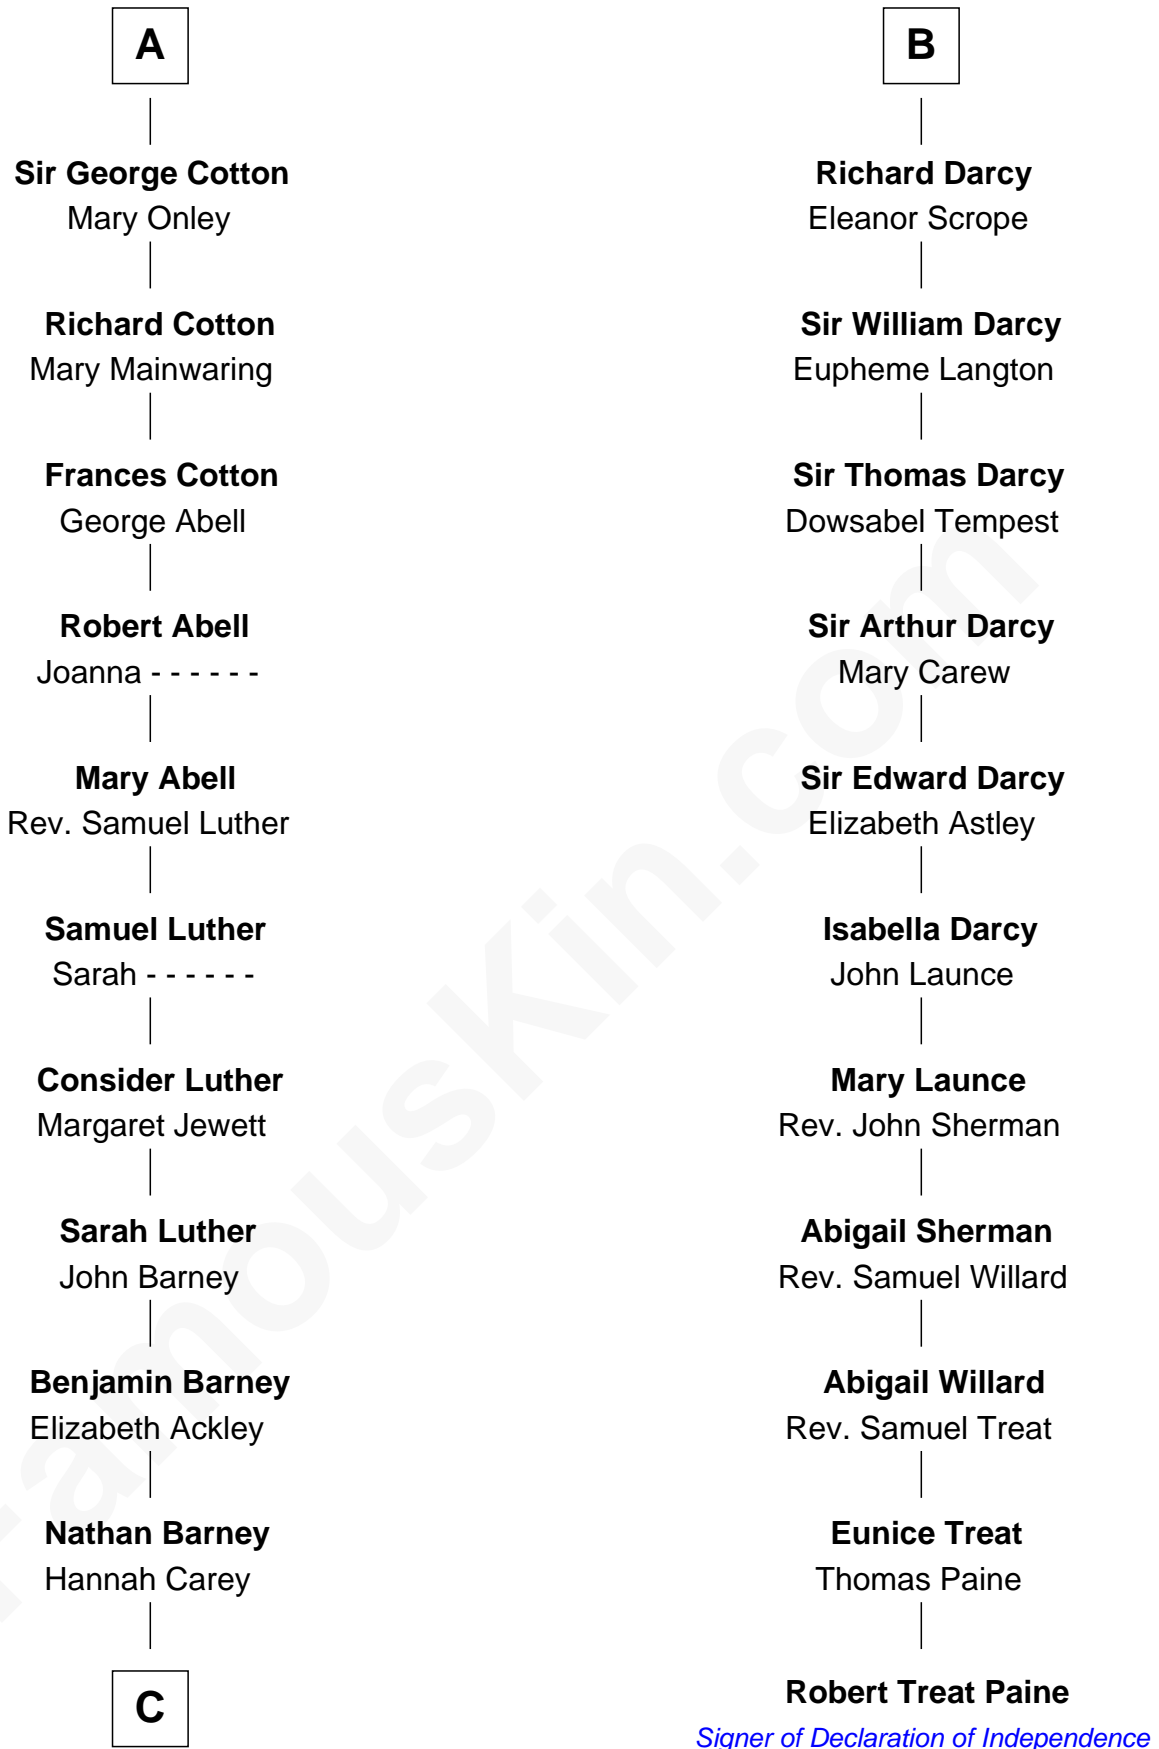 A
Sir George Cotton
Mary Onley
Richard Cotton
Mary Mainwaring
Frances Cotton
George Abell
Robert Abell
Joanna - - - - - -
Mary Abell
Rev. Samuel Luther
Samuel Luther
Sarah - - - - - -
Consider Luther
Margaret Jewett
Sarah Luther
John Barney
Benjamin Barney
Elizabeth Ackley
Nathan Barney
Hannah Carey
C
B
Richard Darcy
Eleanor Scrope
Sir William Darcy
Eupheme Langton
Sir Thomas Darcy
Dowsabel Tempest
Sir Arthur Darcy
Mary Carew
Sir Edward Darcy
Elizabeth Astley
Isabella Darcy
John Launce
Mary Launce
Rev. John Sherman
Abigail Sherman
Rev. Samuel Willard
Abigail Willard
Rev. Samuel Treat
Eunice Treat
Thomas Paine
Robert Treat Paine
Signer of Declaration of Independence
FamousKin.com